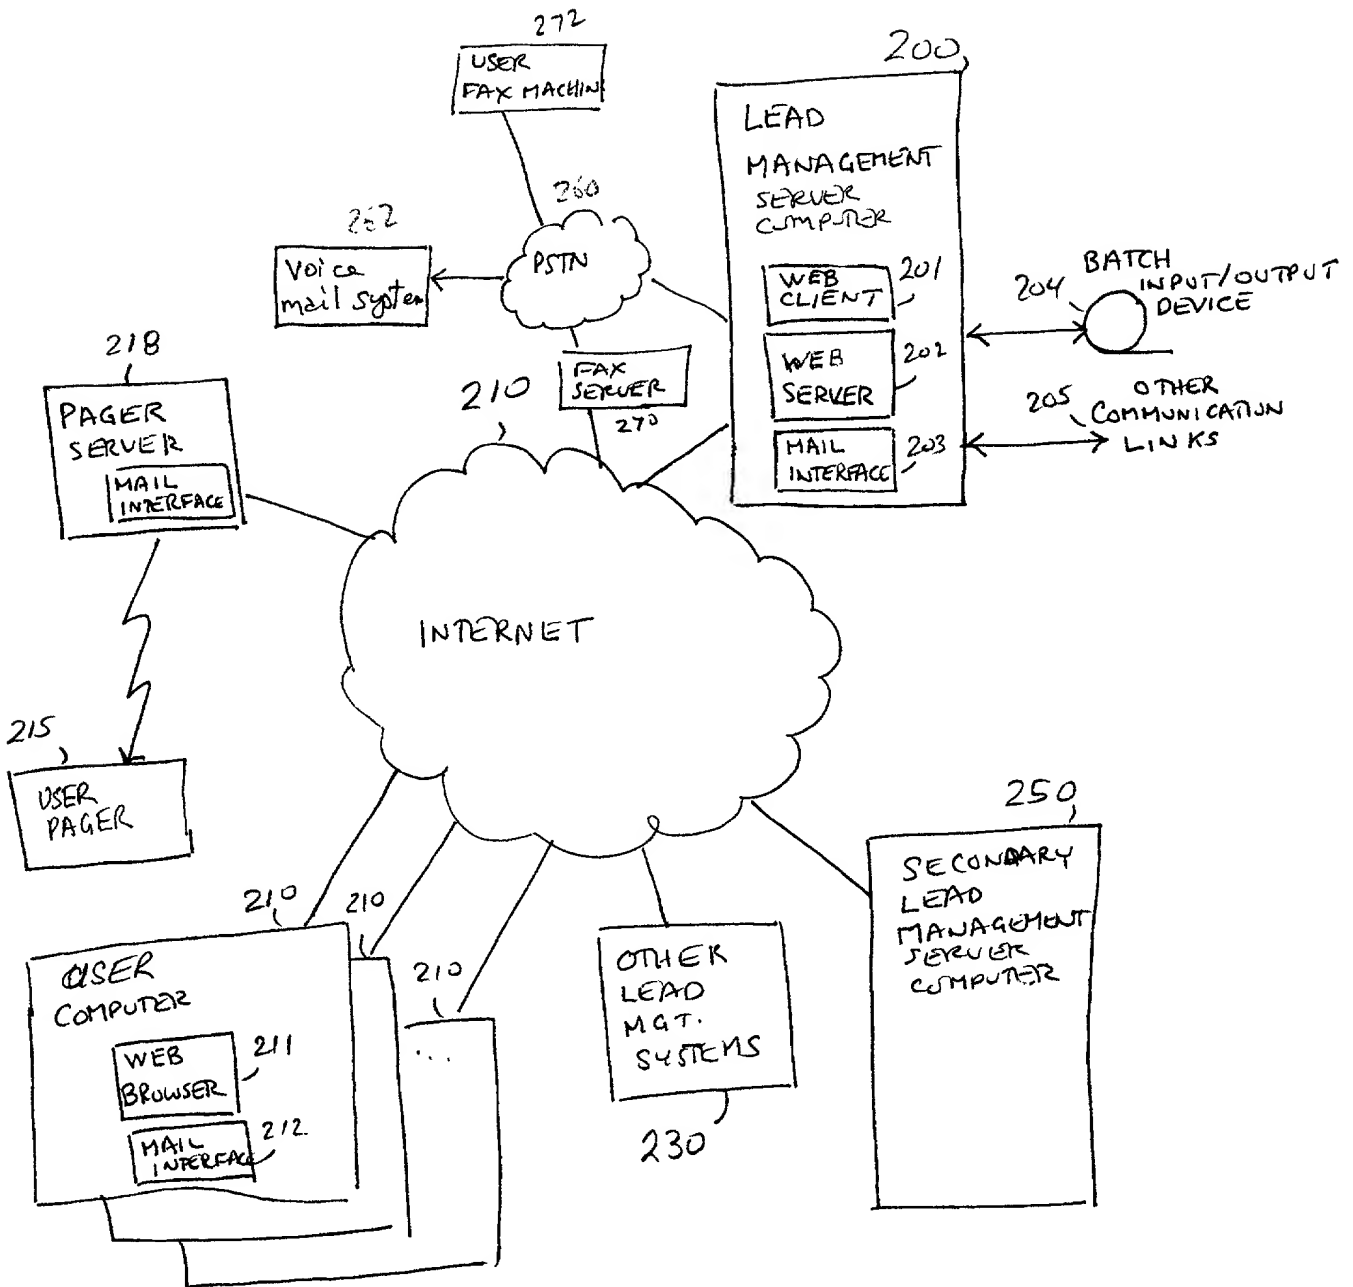 272
USER
FAX MACHIN
200
LEAD
MANAGEMENT
SERVER
COMPUTER
WEB
CLIENT
201
WEB
SERVER
202
MAIL
INTERFACE
203
204
BATCH
INPUT/OUTPUT
DEVICE
205
OTHER
COMMUNICATION
LINKS
260
PSTN
262
Voice
mail system
FAX
SERVER
270
210
218
PAGER
SERVER
MAIL
INTERFACE
INTERNET
215
USER
PAGER
210
210
210
USER
COMPUTER
WEB
BROWSER
211
MAIL
INTERFACE
212
...
OTHER
LEAD
MGT.
SYSTEMS
230
250
SECONDARY
LEAD
MANAGEMENT
SERVER
COMPUTER